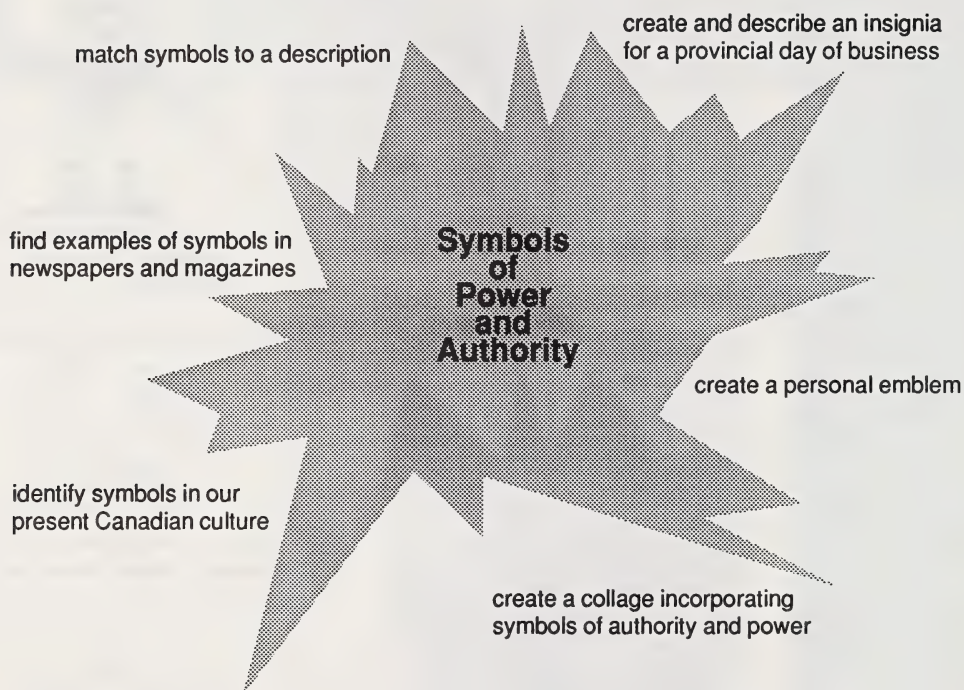 create and describe an insignia
for a provincial day of business
match symbols to a description
find examples of symbols in
newspapers and magazines
Symbols
of
Power
and
Authority
create a personal emblem
identify symbols in our
present Canadian culture
create a collage incorporating
symbols of authority and power